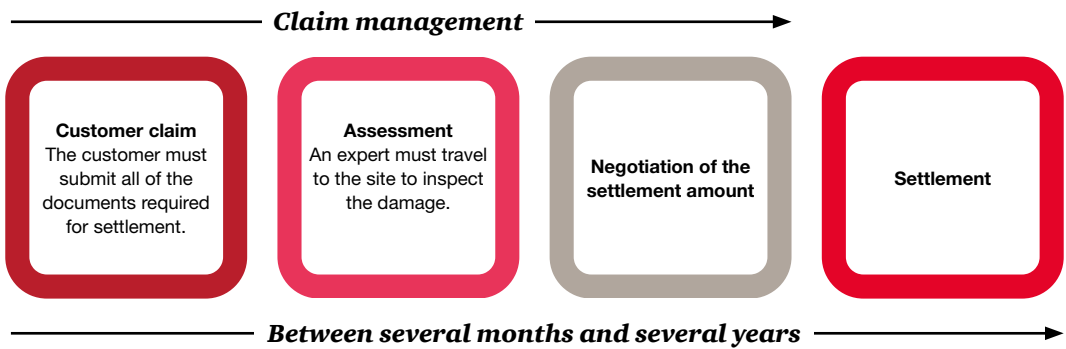 Claim management
Customer claim
The customer must
submit all of the
documents required
for settlement.
Assessment
An expert must travel
to the site to inspect
the damage.
Negotiation of the
settlement amount
Settlement
Between several months and several years